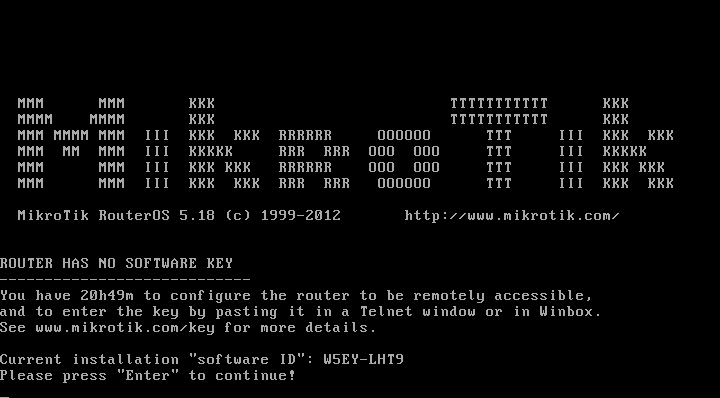 MMM      MMM       KKK                          TTTTTTTTTTT      KKK
  MMMM    MMMM       KKK                          TTTTTTTTTTT      KKK
  MMM MMMM MMM  III  KKK  KKK  RRRRRR     OOOOOO      TTT     III  KKK  KKK
  MMM  MM  MMM  III  KKKKK     RRR  RRR  OOO  OOO     TTT     III  KKKKK
  MMM      MMM  III  KKK KKK   RRRRRR    OOO  OOO     TTT     III  KKK KKK
  MMM      MMM  III  KKK  KKK  RRR  RRR   OOOOOO      TTT     III  KKK  KKK
  MikroTik RouterOS 5.18 (c) 1999-2012       http://www.mikrotik.com/
ROUTER HAS NO SOFTWARE KEY
----------------------------
You have 20h49m to configure the router to be remotely accessible,
and to enter the key by pasting it in a Telnet window or in Winbox.
See www.mikrotik.com/key for more details.
Current installation "software ID": W5EY-LHT9
Please press "Enter" to continue!
_